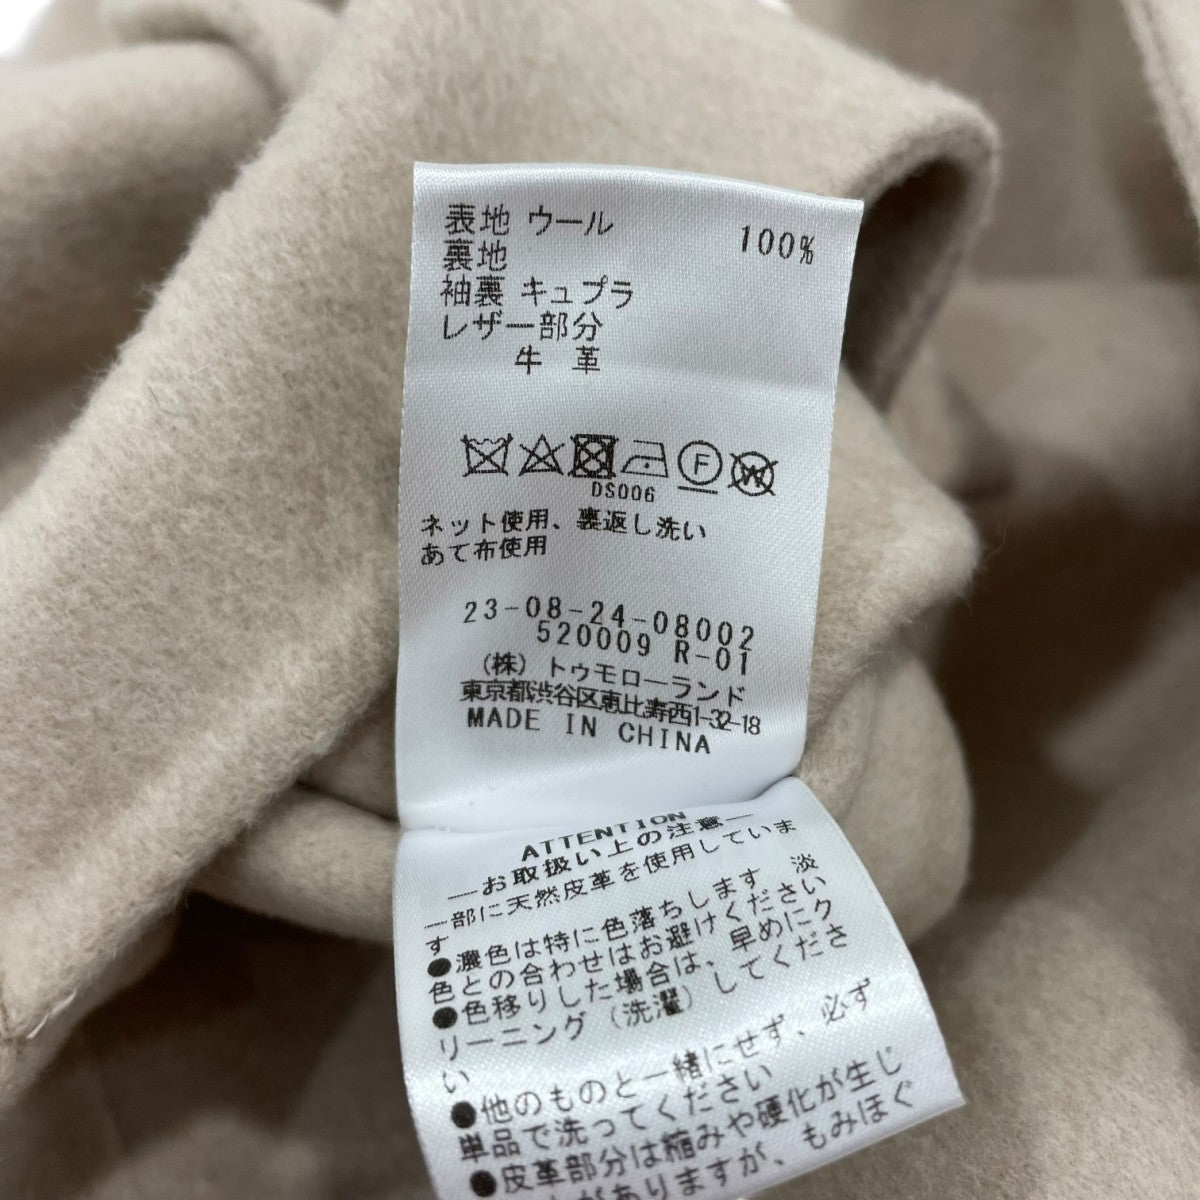 表地 ウール 100%
裏地
袖裏 キュプラ
レザー部分
牛 革
F W
DS006
ネット使用、裏返し洗い
あて布使用
23-08-24-08002
520009 R-01
(株) トゥモローランド
東京都渋谷区恵比寿西1-32-18
MADE IN CHINA
ATTENTION
―お取扱い上の注意―
一部に天然皮革を使用していま
す
●濃色は特に色落ちします 淡
色との合わせはお避けください
●色移りした場合は、早めにク
リーニング(洗濯)してくださ
い
●他のものと一緒にせず、必ず
単品で洗ってください
●皮革部分は縮みや硬化が生じ
がありますが、もみほぐ